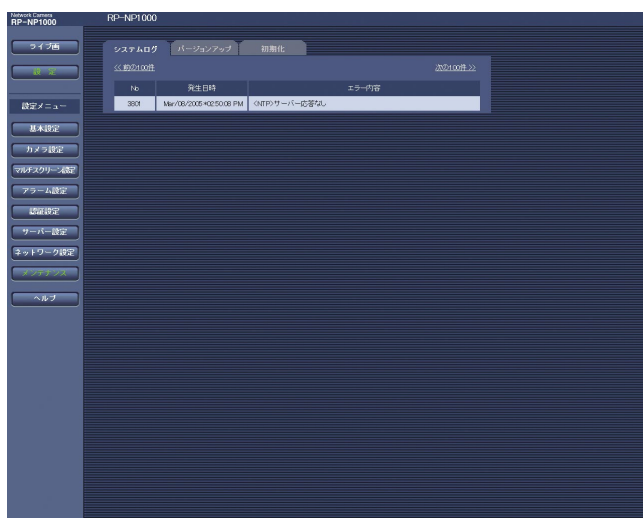 Network Camera
RP-NP1000
RP-NP1000
ライブ画
設 定
設定メニュー
基本設定
カメラ設定
マルチスクリーン設定
アラーム設定
認証設定
サーバー設定
ネットワーク設定
メンテナンス
ヘルプ
システムログ
バージョンアップ
初期化
<< 前の100件
次の100件 >>
No 発生日時 エラー内容
3801 Mar/08/2005 02:50:08 PM <NTP>サーバー応答なし